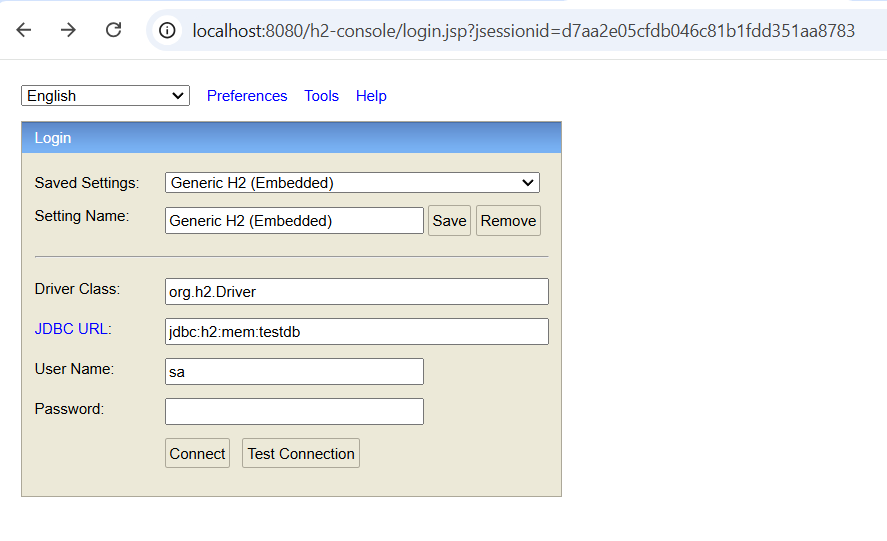 localhost:8080/h2-console/login.jsp?jsessionid=d7aa2e05cfdb046c81b1fdd351aa8783
English Preferences Tools Help
Login
Saved Settings: Generic H2 (Embedded)
Setting Name: Generic H2 (Embedded) Save Remove
Driver Class: org.h2.Driver
JDBC URL: jdbc:h2:mem:testdb
User Name: sa
Password:
Connect Test Connection